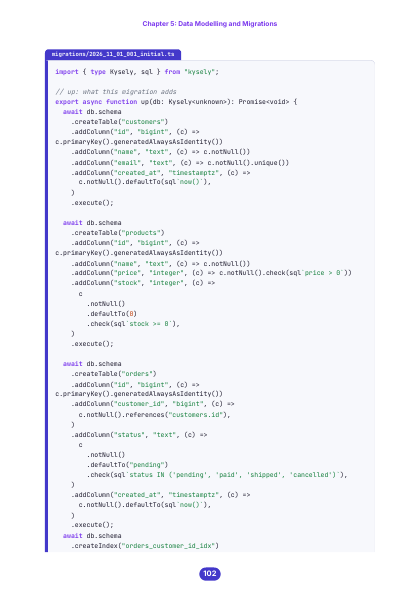 Chapter 5: Data Modelling and Migrations
migrations/2026_11_01_001_initial.ts
import { type Kysely, sql } from "kysely";
// up: what this migration adds
export async function up(db: Kysely<unknown>): Promise<void> {
  await db.schema
    .createTable("customers")
    .addColumn("id", "bigint", (c) =>
c.primaryKey().generatedAlwaysAsIdentity())
    .addColumn("name", "text", (c) => c.notNull())
    .addColumn("email", "text", (c) => c.notNull().unique())
    .addColumn("created_at", "timestamptz", (c) =>
      c.notNull().defaultTo(sql`now()`),
    )
    .execute();
  await db.schema
    .createTable("products")
    .addColumn("id", "bigint", (c) =>
c.primaryKey().generatedAlwaysAsIdentity())
    .addColumn("name", "text", (c) => c.notNull())
    .addColumn("price", "integer", (c) => c.notNull().check(sql`price > 0`))
    .addColumn("stock", "integer", (c) =>
      c
        .notNull()
        .defaultTo(0)
        .check(sql`stock >= 0`),
    )
    .execute();
  await db.schema
    .createTable("orders")
    .addColumn("id", "bigint", (c) =>
c.primaryKey().generatedAlwaysAsIdentity())
    .addColumn("customer_id", "bigint", (c) =>
      c.notNull().references("customers.id"),
    )
    .addColumn("status", "text", (c) =>
      c
        .notNull()
        .defaultTo("pending")
        .check(sql`status IN ('pending', 'paid', 'shipped', 'cancelled')`),
    )
    .addColumn("created_at", "timestamptz", (c) =>
      c.notNull().defaultTo(sql`now()`),
    )
    .execute();
  await db.schema
    .createIndex("orders_customer_id_idx")
102